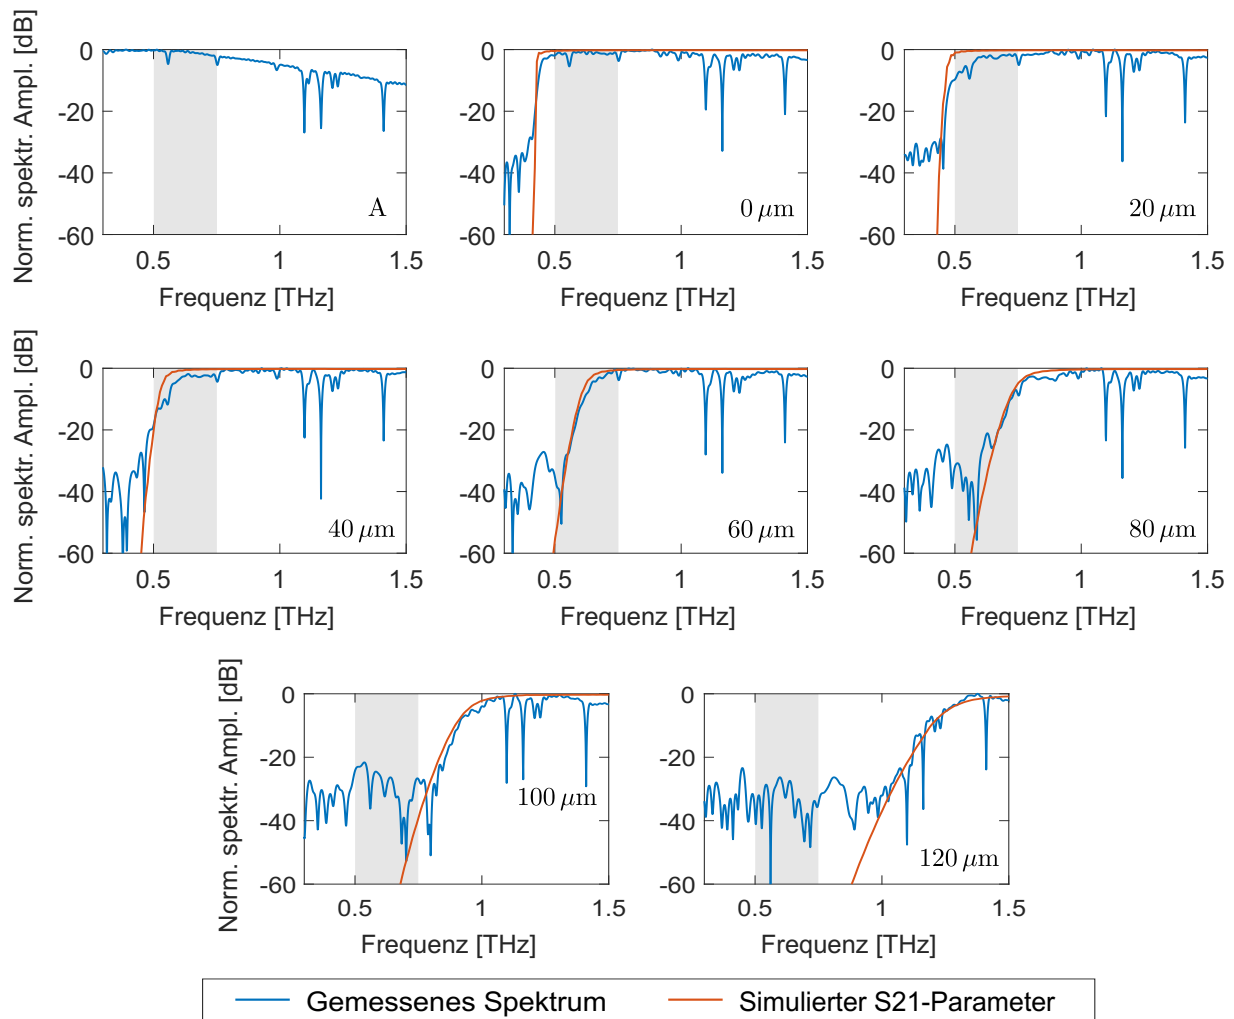 Norm. spektr. Ampl. [dB]
0
-20
-40
-60
A
0.5 1 1.5
Frequenz [THz]
0
-20
-40
-60
0 μm
0.5 1 1.5
Frequenz [THz]
0
-20
-40
-60
20 μm
0.5 1 1.5
Frequenz [THz]
Norm. spektr. Ampl. [dB]
0
-20
-40
-60
40 μm
0.5 1 1.5
Frequenz [THz]
0
-20
-40
-60
60 μm
0.5 1 1.5
Frequenz [THz]
0
-20
-40
-60
80 μm
0.5 1 1.5
Frequenz [THz]
Norm. spektr. Ampl. [dB]
0
-20
-40
-60
100 μm
0.5 1 1.5
Frequenz [THz]
0
-20
-40
-60
120 μm
0.5 1 1.5
Frequenz [THz]
Gemessenes Spektrum
Simulierter S21-Parameter